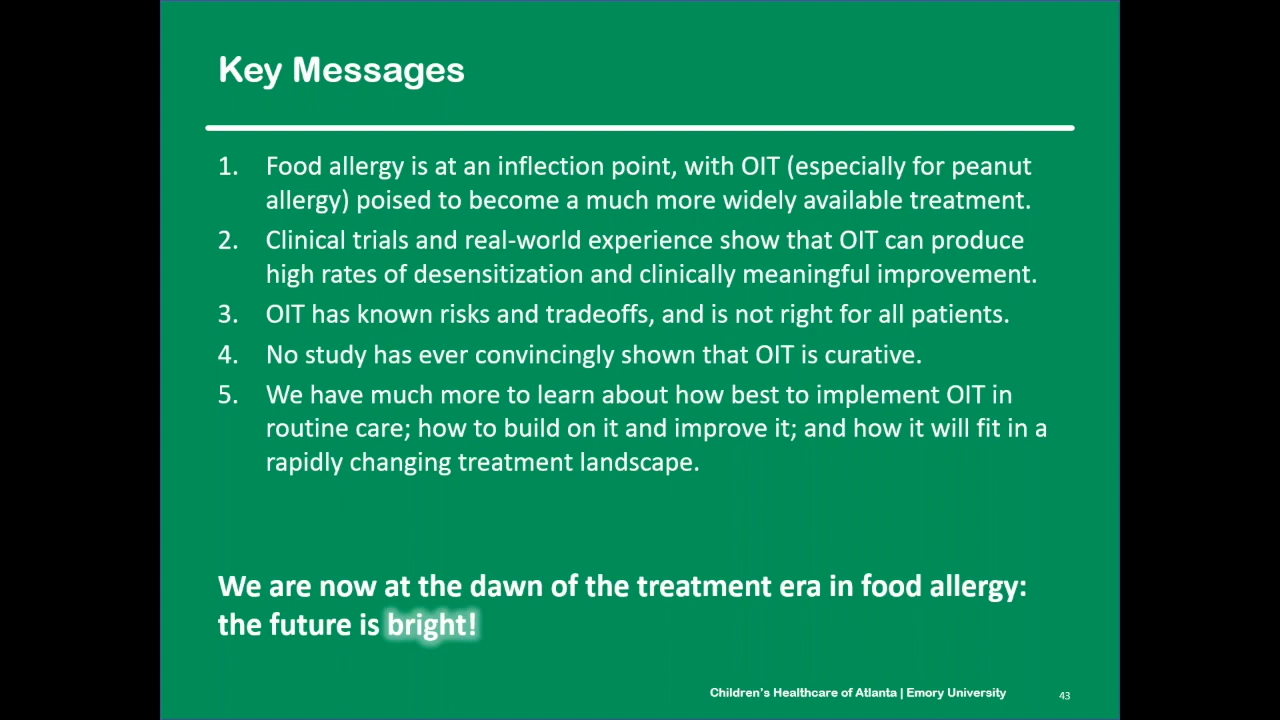 Key Messages
1. Food allergy is at an inflection point, with OIT (especially for peanut
allergy) poised to become a much more widely available treatment.
2. Clinical trials and real-world experience show that OIT can produce
high rates of desensitization and clinically meaningful improvement.
3. OIT has known risks and tradeoffs, and is not right for all patients.
4. No study has ever convincingly shown that OIT is curative.
5. We have much more to learn about how best to implement OIT in
routine care; how to build on it and improve it; and how it will fit in a
rapidly changing treatment landscape.
We are now at the dawn of the treatment era in food allergy:
the future is bright!
Children's Healthcare of Atlanta | Emory University
43